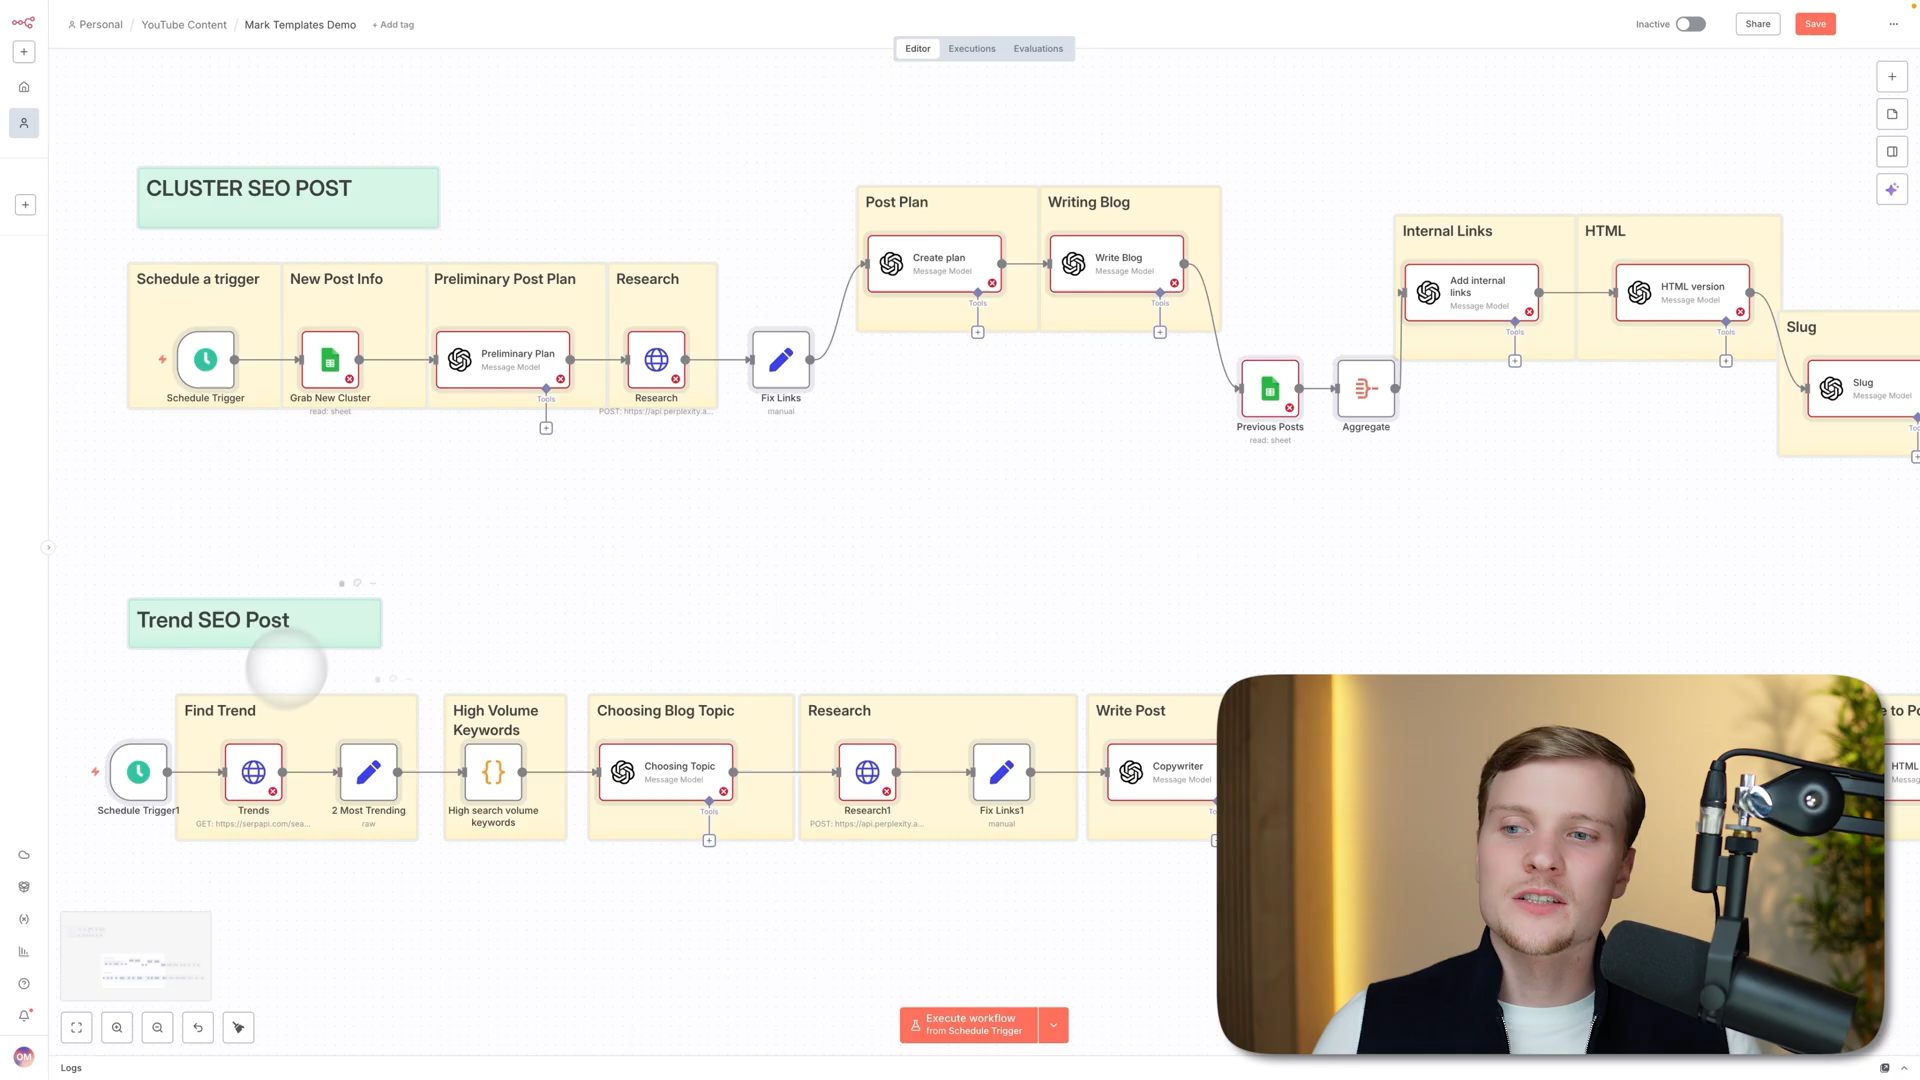 Personal / YouTube Content / Mark Templates Demo + Add tag
Inactive
Share
Save
Editor
Executions
Evaluations
CLUSTER SEO POST
Schedule a trigger
New Post Info
Preliminary Post Plan
Research
Schedule Trigger
Grab New Cluster
read: sheet
Preliminary Plan
Message Model
Tools
Research
POST: https://api.perplexity.a...
Fix Links
manual
Post Plan
Writing Blog
Create plan
Message Model
Tools
Write Blog
Message Model
Tools
Previous Posts
read: sheet
Aggregate
Internal Links
HTML
Add internal
links
Message Model
Tools
HTML version
Message Model
Tools
Slug
Slug
Message Model
Trend SEO Post
Find Trend
High Volume
Keywords
Choosing Blog Topic
Research
Write Post
Schedule Trigger1
Trends
GET: https://serpapi.com/sea...
2 Most Trending
raw
High search volume
keywords
Choosing Topic
Message Model
Tools
Research1
POST: https://api.perplexity.a...
Fix Links1
manual
Copywriter
Message Model
HTML
Execute workflow
from Schedule Trigger
OM
Logs